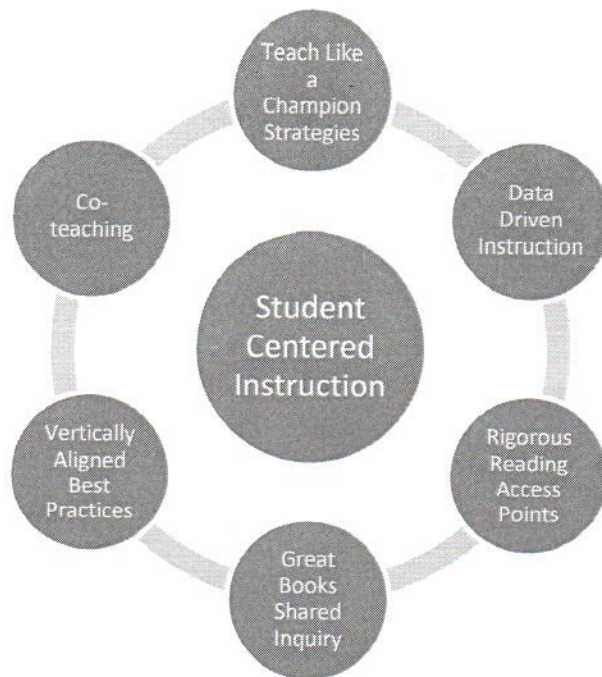 Teach Like
a
Champion
Strategies
Data
Driven
Instruction
Rigorous
Reading
Access
Points
Great
Books
Shared
Inquiry
Vertically
Aligned
Best
Practices
Co-
teaching
Student
Centered
Instruction